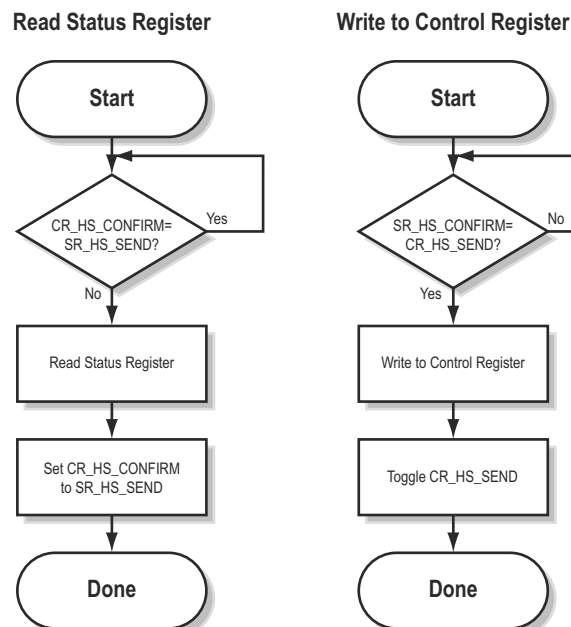 Read Status Register
Start
CR_HS_CONFIRM=
SR_HS_SEND?
Yes
No
Read Status Register
Set CR_HS_CONFIRM
to SR_HS_SEND
Done
Write to Control Register
Start
SR_HS_CONFIRM=
CR_HS_SEND?
No
Yes
Write to Control Register
Toggle CR_HS_SEND
Done